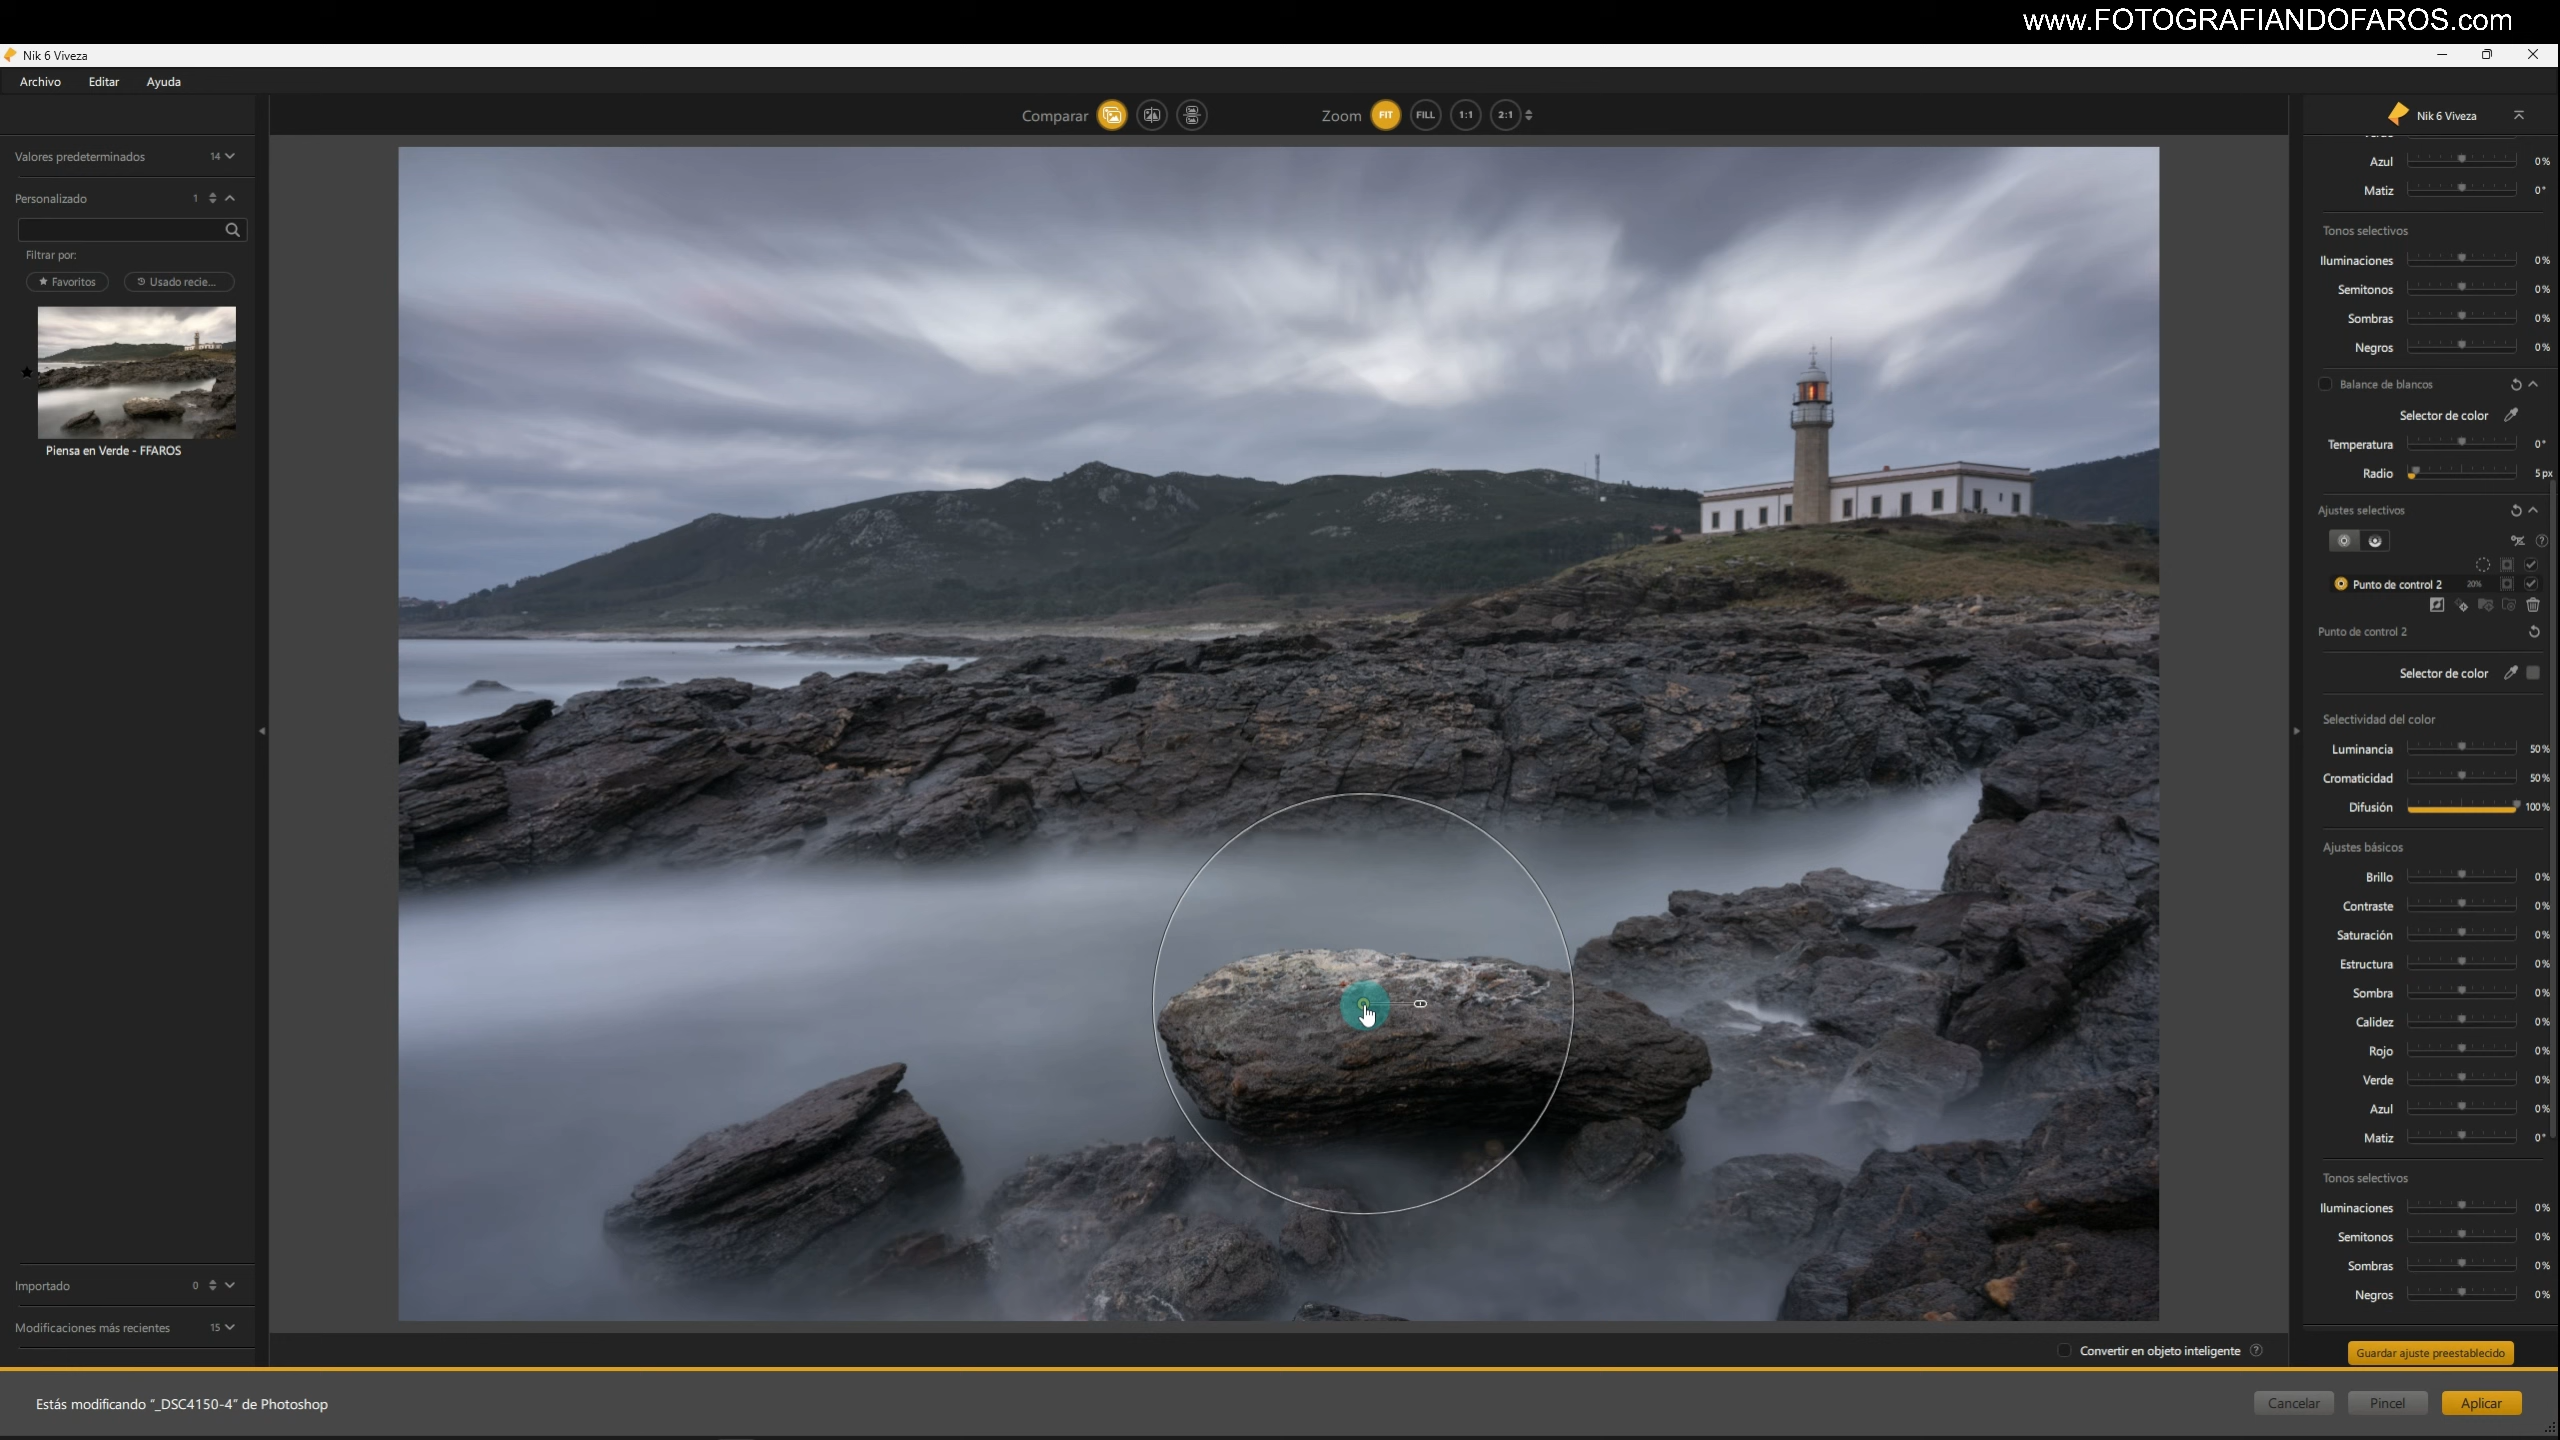 www.FOTOGRAFIANDOFAROS.com
Nik 6 Viveza
Archivo Editar Ayuda
Comparar Zoom FIT FILL 1:1 2:1
Nik 6 Viveza
Valores predeterminados 14
Personalizado 1
Filtrar por:
Favoritos Usado recie...
Piensa en Verde - FFAROS
Importado 0
Modificaciones más recientes 15
Azul 0%
Matiz 0°
Tonos selectivos
Iluminaciones 0%
Semitonos 0%
Sombras 0%
Negros 0%
Balance de blancos
Selector de color
Temperatura 0°
Radio 5 px
Ajustes selectivos
Punto de control 2 20%
Punto de control 2
Selector de color
Selectividad del color
Luminancia 50%
Cromaticidad 50%
Difusión 100%
Ajustes básicos
Brillo 0%
Contraste 0%
Saturación 0%
Estructura 0%
Sombra 0%
Calidez 0%
Rojo 0%
Verde 0%
Azul 0%
Matiz 0°
Tonos selectivos
Iluminaciones 0%
Semitonos 0%
Sombras 0%
Negros 0%
Convertir en objeto inteligente ?
Guardar ajuste preestablecido
Estás modificando "_DSC4150-4" de Photoshop
Cancelar Pincel Aplicar